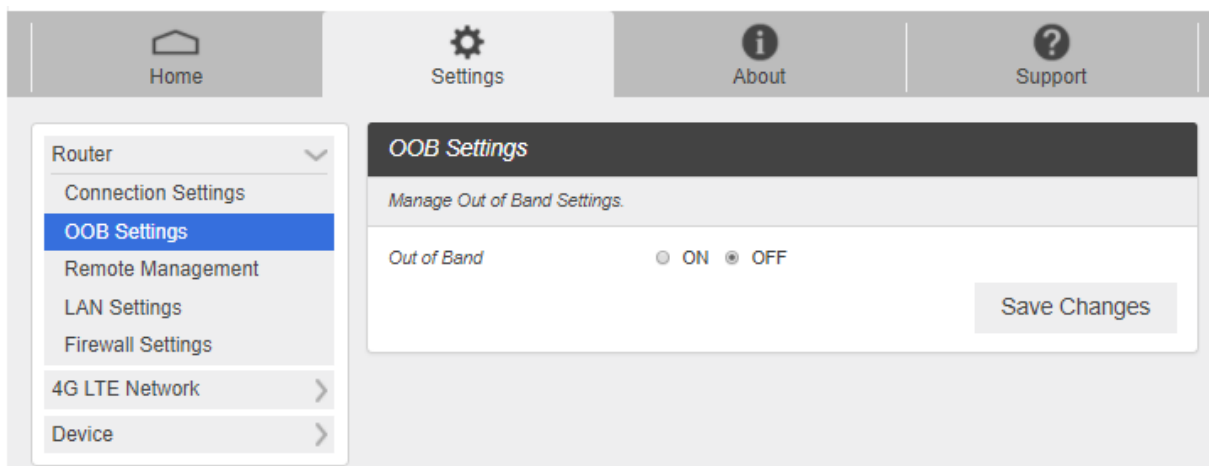 Home
Settings
About
Support
Router
Connection Settings
OOB Settings
Remote Management
LAN Settings
Firewall Settings
4G LTE Network
Device
OOB Settings
Manage Out of Band Settings.
Out of Band ON OFF
Save Changes